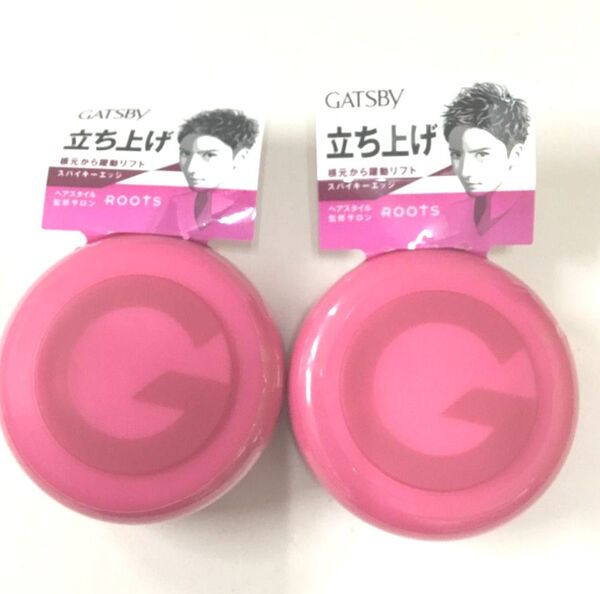 GATSBY
立ち上げ
根元から躍動リフト
スパイキーエッジ
ヘアスタイル
監修サロン ROOTS
G
GATSBY
立ち上げ
根元から躍動リフト
スパイキーエッジ
ヘアスタイル
監修サロン ROOTS
G